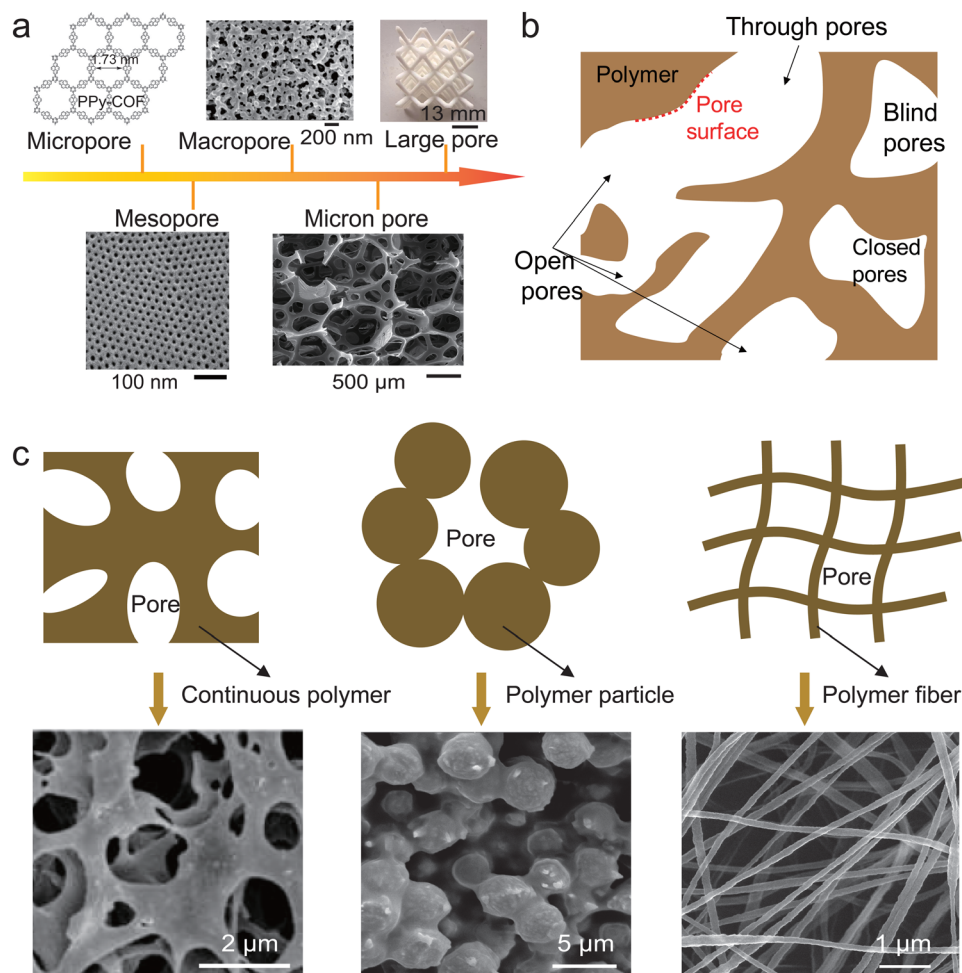 a
1.73 nm
PPy-COF
200 nm
13 mm
Micropore
Macropore
Large pore
Mesopore
Micron pore
100 nm
500 µm
b
Through pores
Polymer
Pore
surface
Blind
pores
Open
pores
Closed
pores
c
Pore
Pore
Pore
Continuous polymer
Polymer particle
Polymer fiber
2 µm
5 µm
1 µm